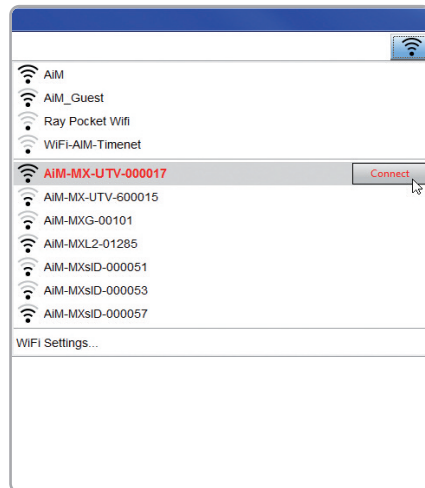 AiM
AiM_Guest
Ray Pocket Wifi
WiFi-AIM-Timenet
AiM-MX-UTV-000017 Connect
AiM-MX-UTV-600015
AiM-MXG-00101
AiM-MXL2-01285
AiM-MXsID-000051
AiM-MXsID-000053
AiM-MXsID-000057
WiFi Settings...